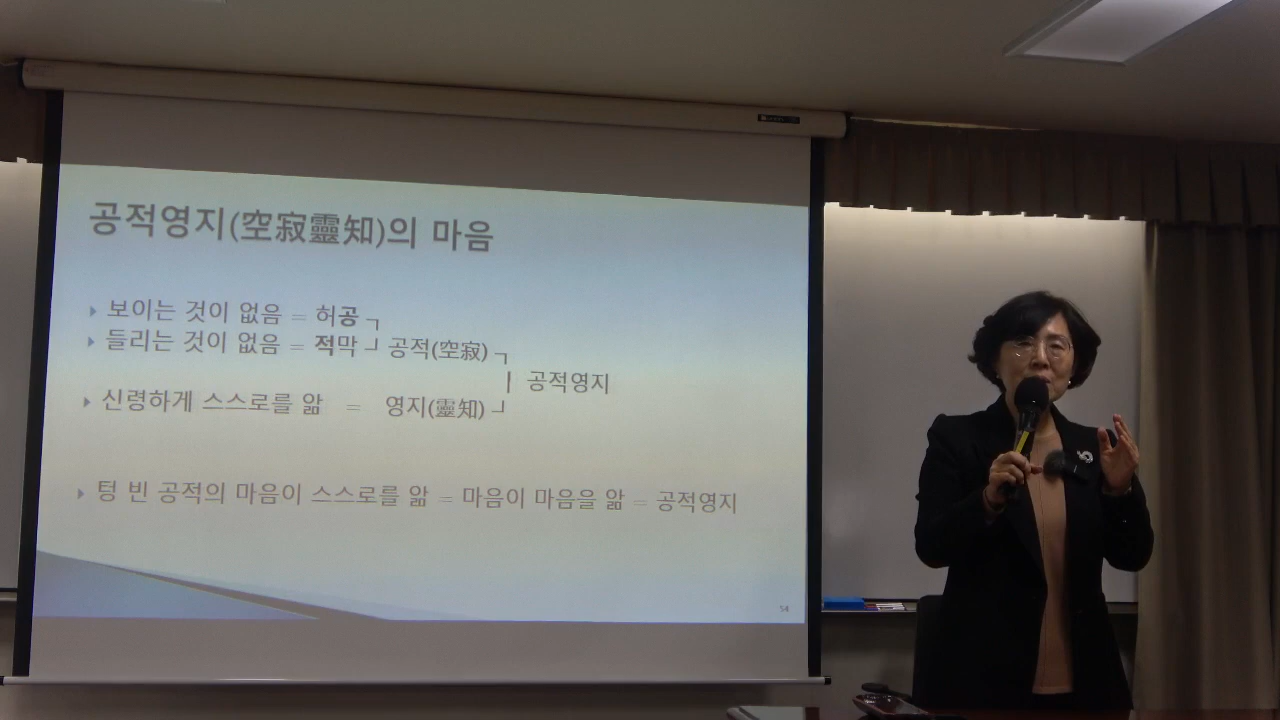 공적영지(空寂靈知)의 마음
보이는 것이 없음 = 허공 ㄱ
들리는 것이 없음 = 적막 ┘ 공적(空寂) ㄱ
| 공적영지
신령하게 스스로를 앎 = 영지(靈知) ┘
텅 빈 공적의 마음이 스스로를 앎 = 마음이 마음을 앎 = 공적영지
54